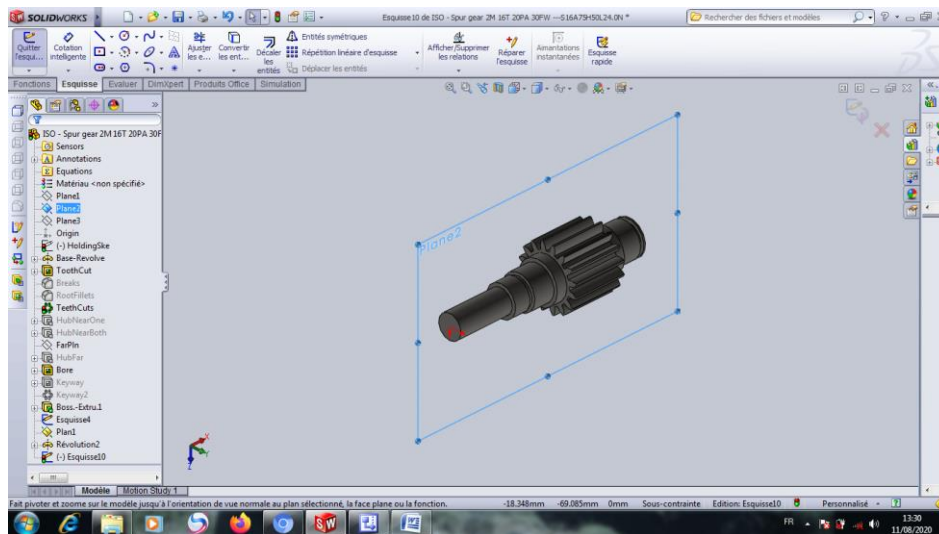 SOLIDWORKS
Esquisse10 de ISO - Spur gear 2M 16T 20PA 30FW ---S16A75H50L24.0N *
Rechercher des fichiers et modèles
Quitter l'esqui...
Cotation intelligente
Ajuster les e...
Convertir les ent...
Décaler les entités
Entités symétriques
Répétition linéaire d'esquisse
Déplacer les entités
Afficher/Supprimer les relations
Réparer l'esquisse
Aimantations instantanées
Esquisse rapide
Fonctions
Esquisse
Evaluer
DimXpert
Produits Office
Simulation
ISO - Spur gear 2M 16T 20PA 30F
Sensors
Annotations
Equations
Matériau <non spécifié>
Plane1
Plane2
Plane3
Origin
(-) HoldingSke
Base-Revolve
ToothCut
Breaks
RootFillets
TeethCuts
HubNearOne
HubNearBoth
FarPln
HubFar
Bore
Keyway
Keyway2
Boss.-Extru.1
Esquisse4
Plan1
Révolution2
(-) Esquisse10
Plane2
Modèle
Motion Study 1
Fait pivoter et zoome sur le modèle jusqu'à l'orientation de vue normale au plan sélectionné, la face plane ou la fonction.
-18.348mm
-69.085mm
0mm
Sous-contrainte
Edition: Esquisse10
Personnalisé
FR
13:30
11/08/2020